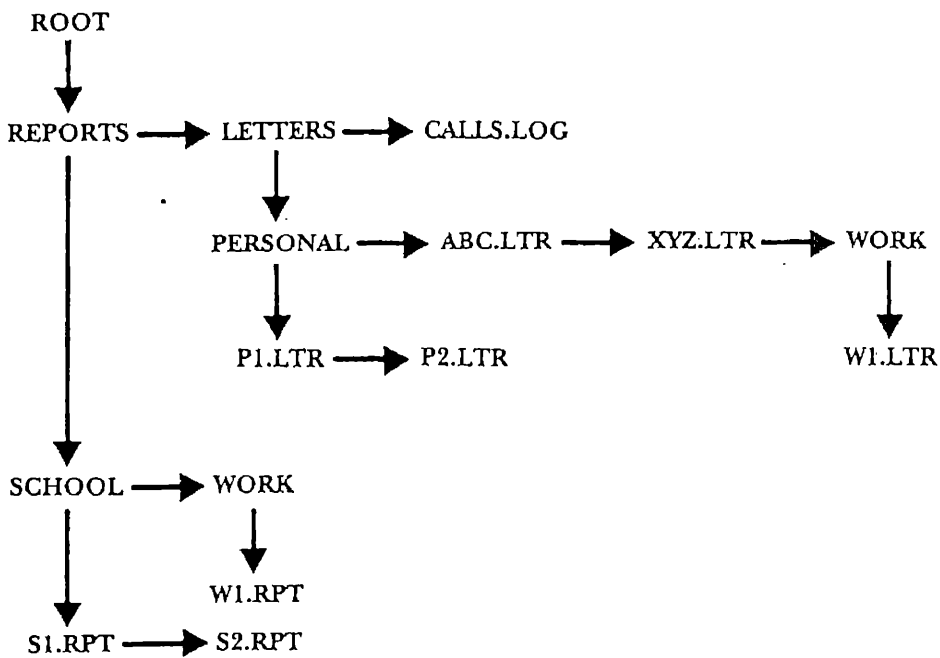 ROOT
REPORTS LETTERS CALLS.LOG
PERSONAL ABC.LTR XYZ.LTR WORK
P1.LTR P2.LTR W1.LTR
SCHOOL WORK
W1.RPT
S1.RPT S2.RPT